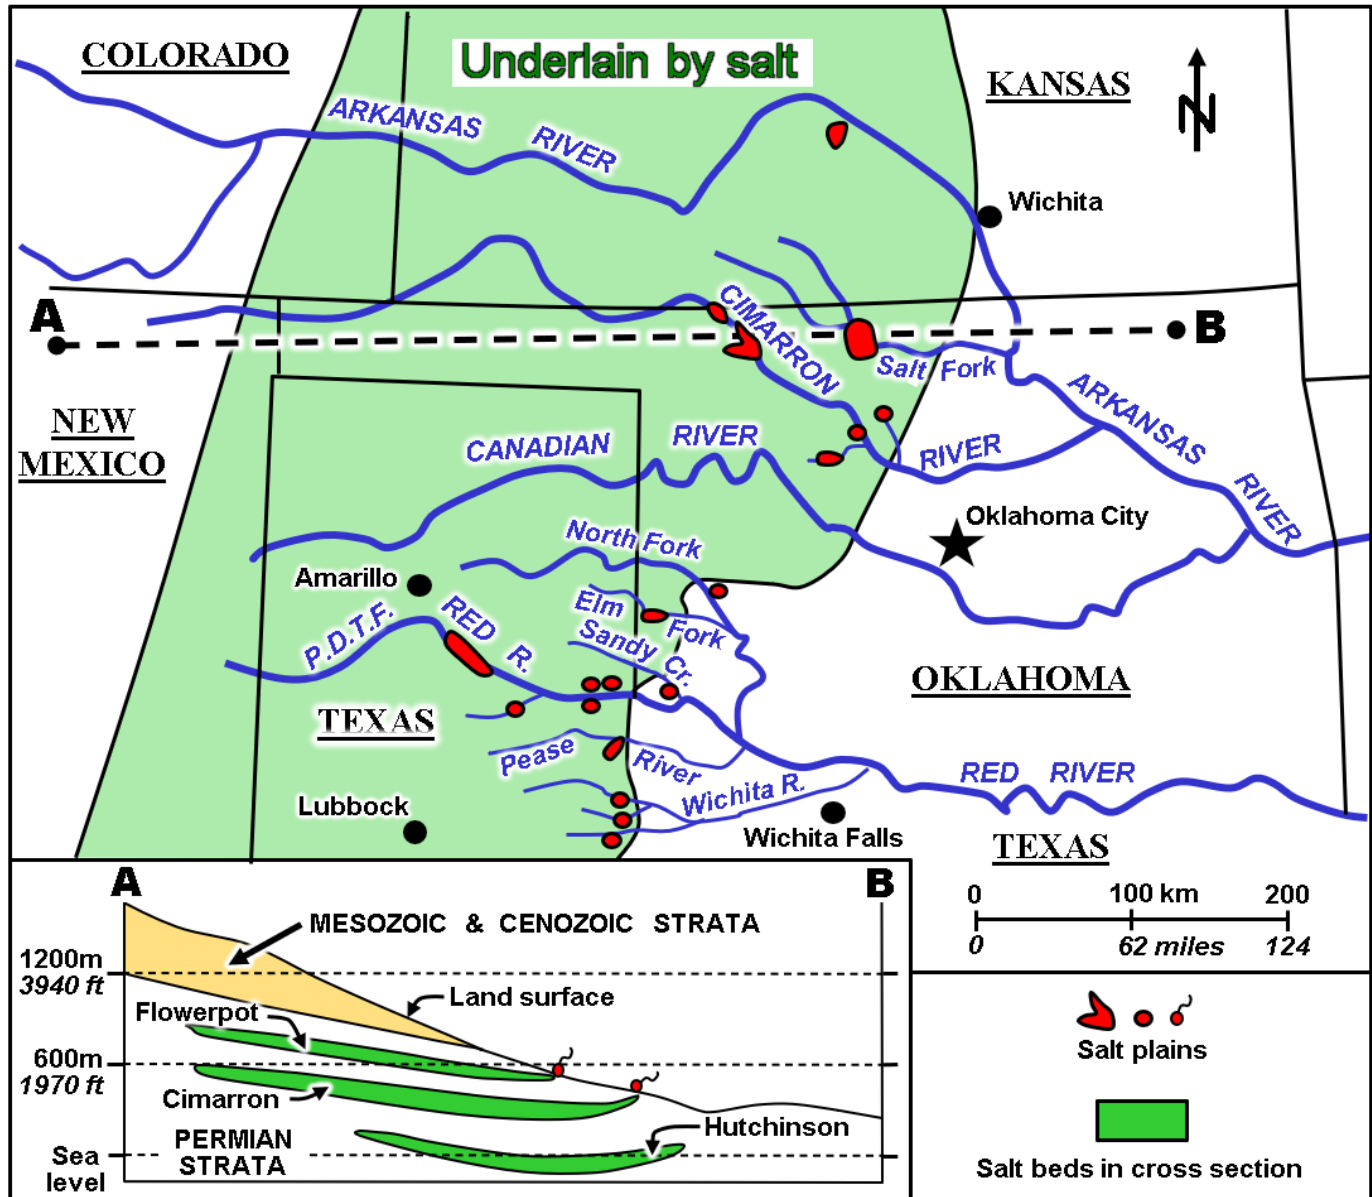 COLORADO
Underlain by salt
KANSAS
N
ARKANSAS
RIVER
Wichita
A
B
CIMARRON
Salt Fork
ARKANSAS
RIVER
NEW
MEXICO
CANADIAN
RIVER
RIVER
Oklahoma City
North Fork
Amarillo
Elm
Fork
P.D.T.F.
RED
R.
Sandy Cr.
OKLAHOMA
TEXAS
Pease
River
Wichita R.
RED RIVER
Lubbock
Wichita Falls
TEXAS
A
B
MESOZOIC & CENOZOIC STRATA
1200m
3940 ft
Land surface
Flowerpot
600m
1970 ft
Cimarron
Hutchinson
PERMIAN
STRATA
Sea
level
0 100 km 200
0 62 miles 124
Salt plains
Salt beds in cross section